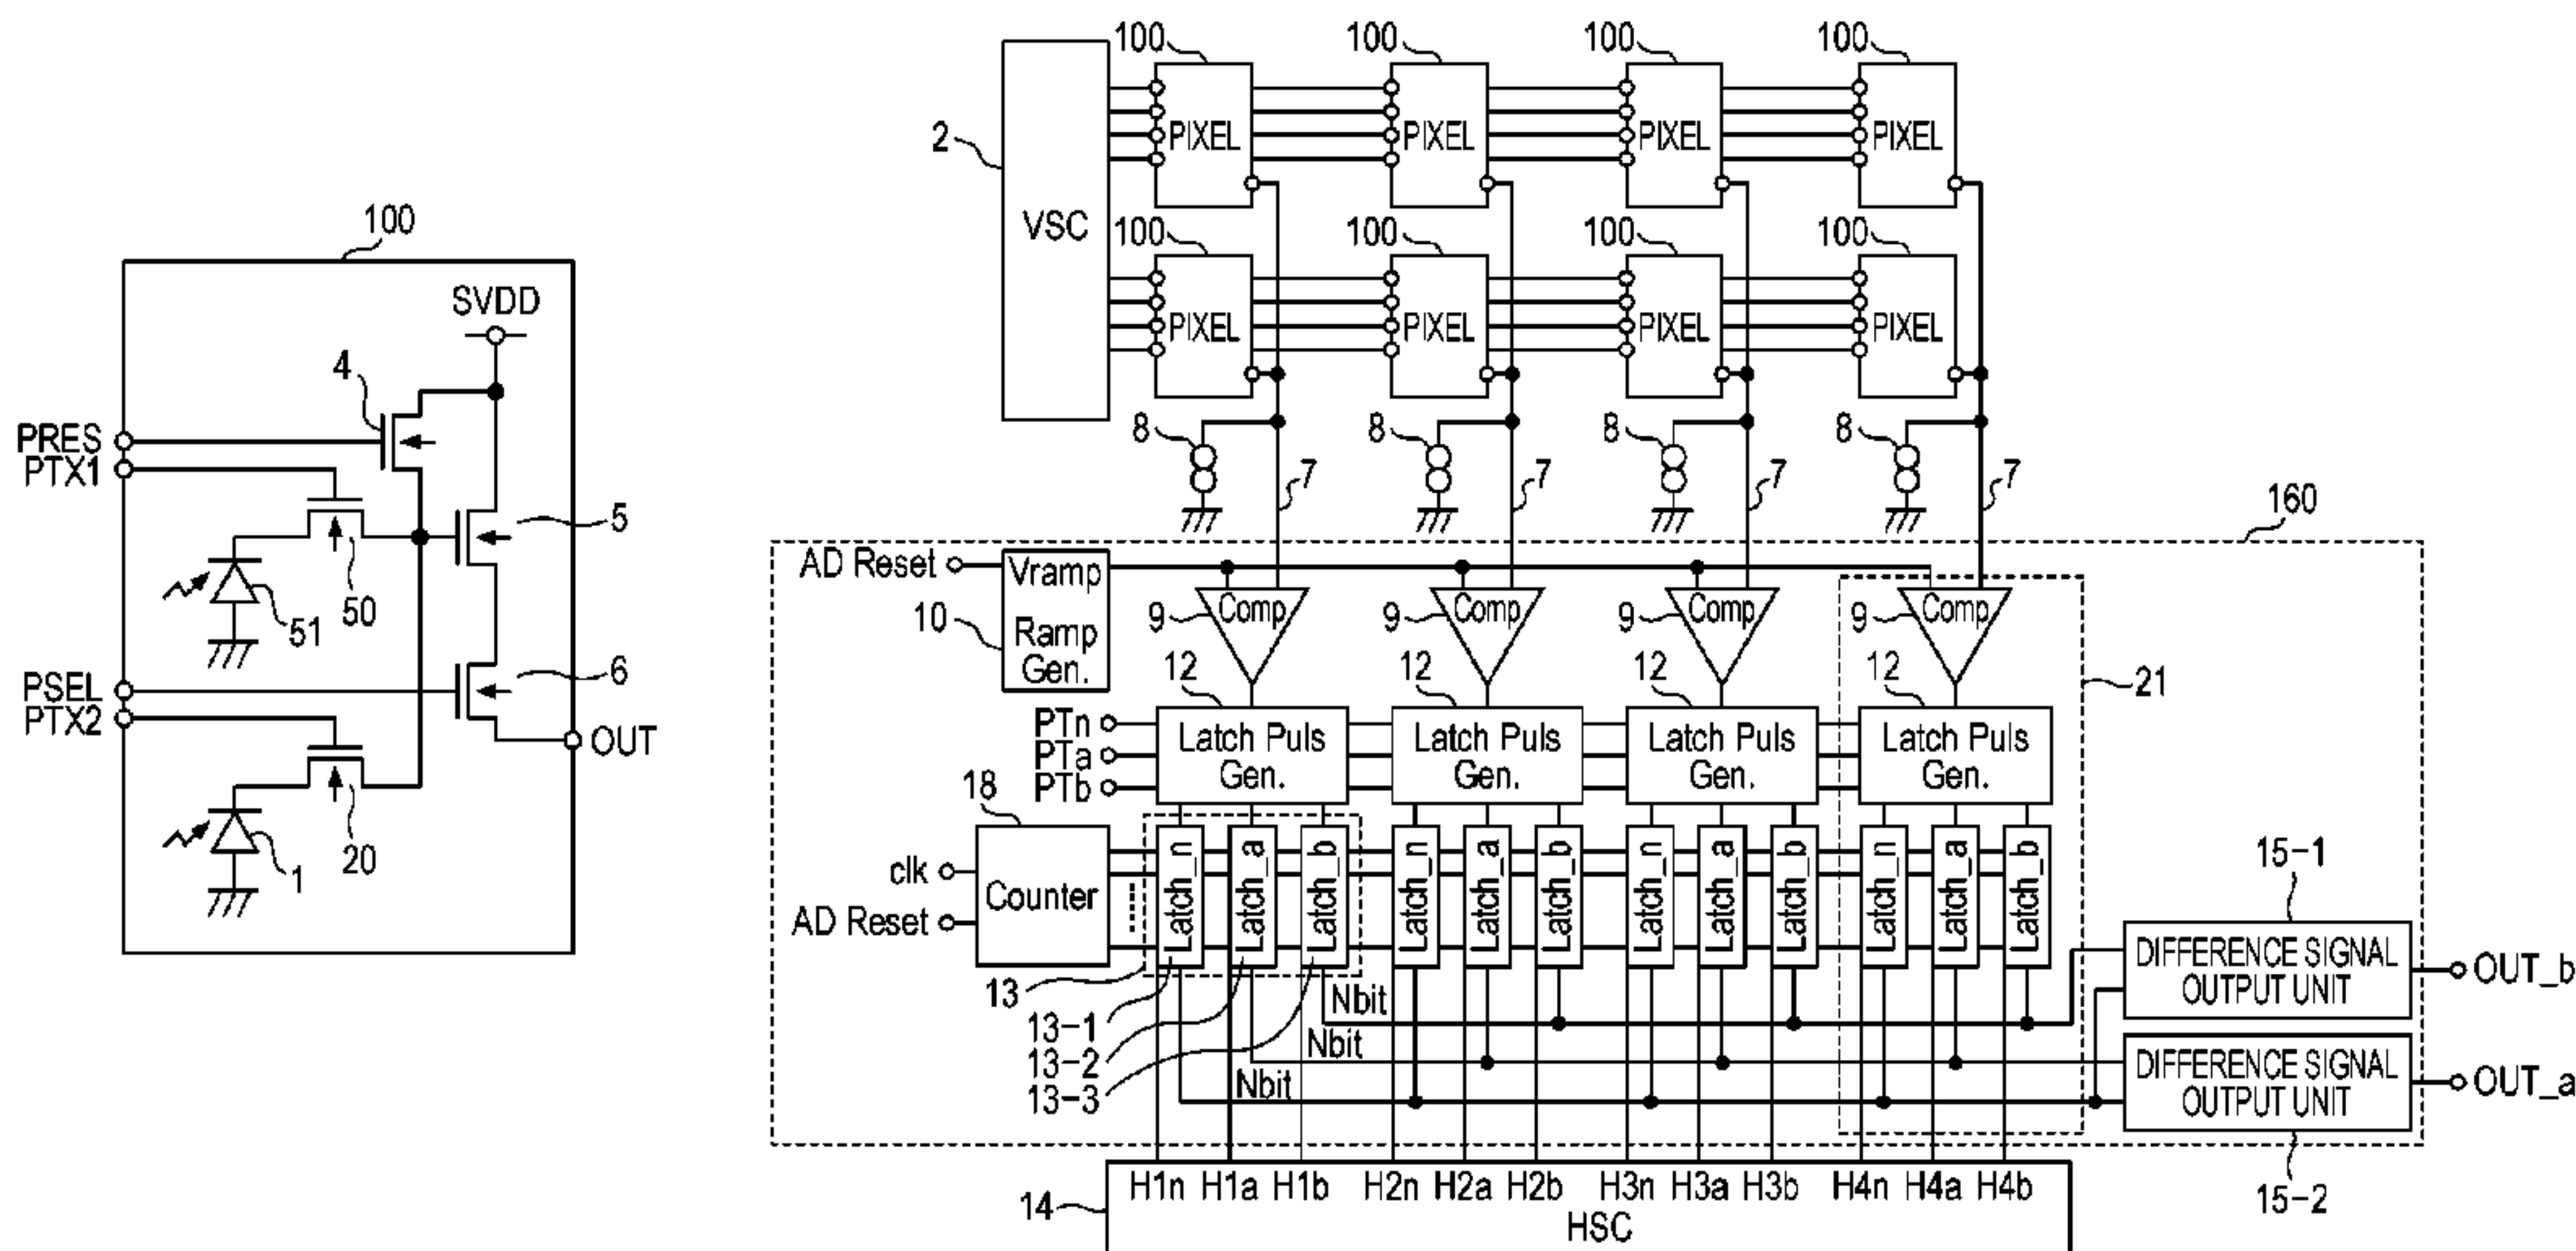 100
SVDD
4
PRES
PTX1
5
50
51
PSEL
PTX2
6
OUT
20
1
100 100 100 100
PIXEL PIXEL PIXEL PIXEL
2
VSC
100 100 100 100
PIXEL PIXEL PIXEL PIXEL
8 8 8 8
7 7 7 7
160
AD Reset
Vramp
10
Ramp
Gen.
9 Comp 9 Comp 9 Comp 9 Comp
12 12 12 12
21
PTn
PTa
PTb
Latch Puls
Gen.
Latch Puls
Gen.
Latch Puls
Gen.
Latch Puls
Gen.
18
clk
AD Reset
Counter
Latch_n Latch_a Latch_b Latch_n Latch_a Latch_b Latch_n Latch_a Latch_b Latch_n Latch_a Latch_b
13
13-1
13-2
13-3
Nbit
Nbit
Nbit
15-1
DIFFERENCE SIGNAL
OUTPUT UNIT
OUT_b
DIFFERENCE SIGNAL
OUTPUT UNIT
OUT_a
15-2
14
H1n H1a H1b H2n H2a H2b H3n H3a H3b H4n H4a H4b
HSC